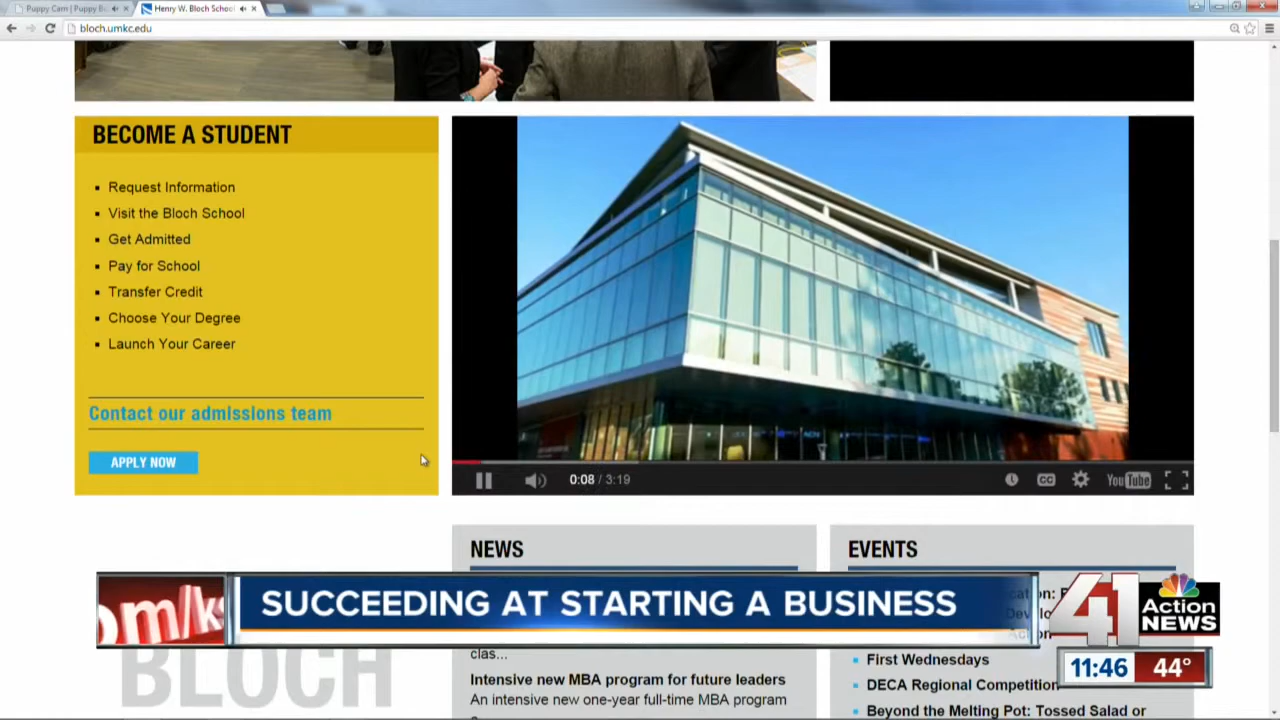 Puppy Cam | Puppy B
Henry W. Bloch School
bloch.umkc.edu
BECOME A STUDENT
Request Information
Visit the Bloch School
Get Admitted
Pay for School
Transfer Credit
Choose Your Degree
Launch Your Career
Contact our admissions team
APPLY NOW
0:08 / 3:19
CC
YouTube
NEWS
EVENTS
om/ks
SUCCEEDING AT STARTING A BUSINESS
41
Action
NEWS
11:46 44°
BLOCH
clas...
Intensive new MBA program for future leaders
An intensive new one-year full-time MBA program
First Wednesdays
DECA Regional Competition
Beyond the Melting Pot: Tossed Salad or